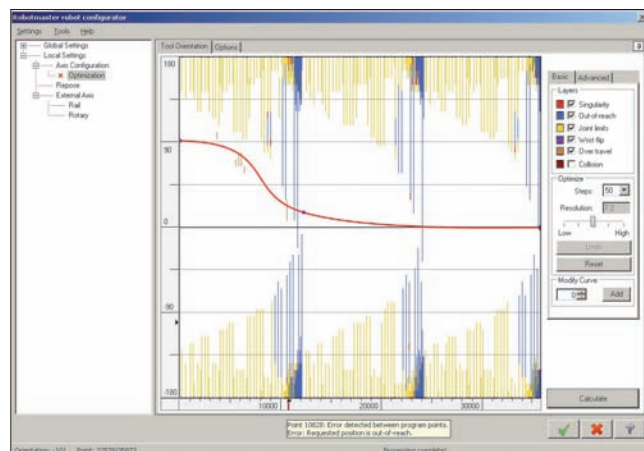 Robotmaster robot configurator
Settings Tools Help
Global Settings
Local Settings
Axis Configuration
Optimization
Repose
External Axis
Rail
Rotary
Tool Orientation Options
180
90
0
-90
-180
10000 20000 30000
Basic Advanced
Layers
Singularity
Out of reach
Joint limits
Wrist flip
Over travel
Collision
Optimize
Steps: 50
Resolution:
Low High
Undo
Reset
Modify Curve
0 Add
Calculate
Point 10828: Error detected between program points.
Error: Requested position is out-of-reach.
Processing completed